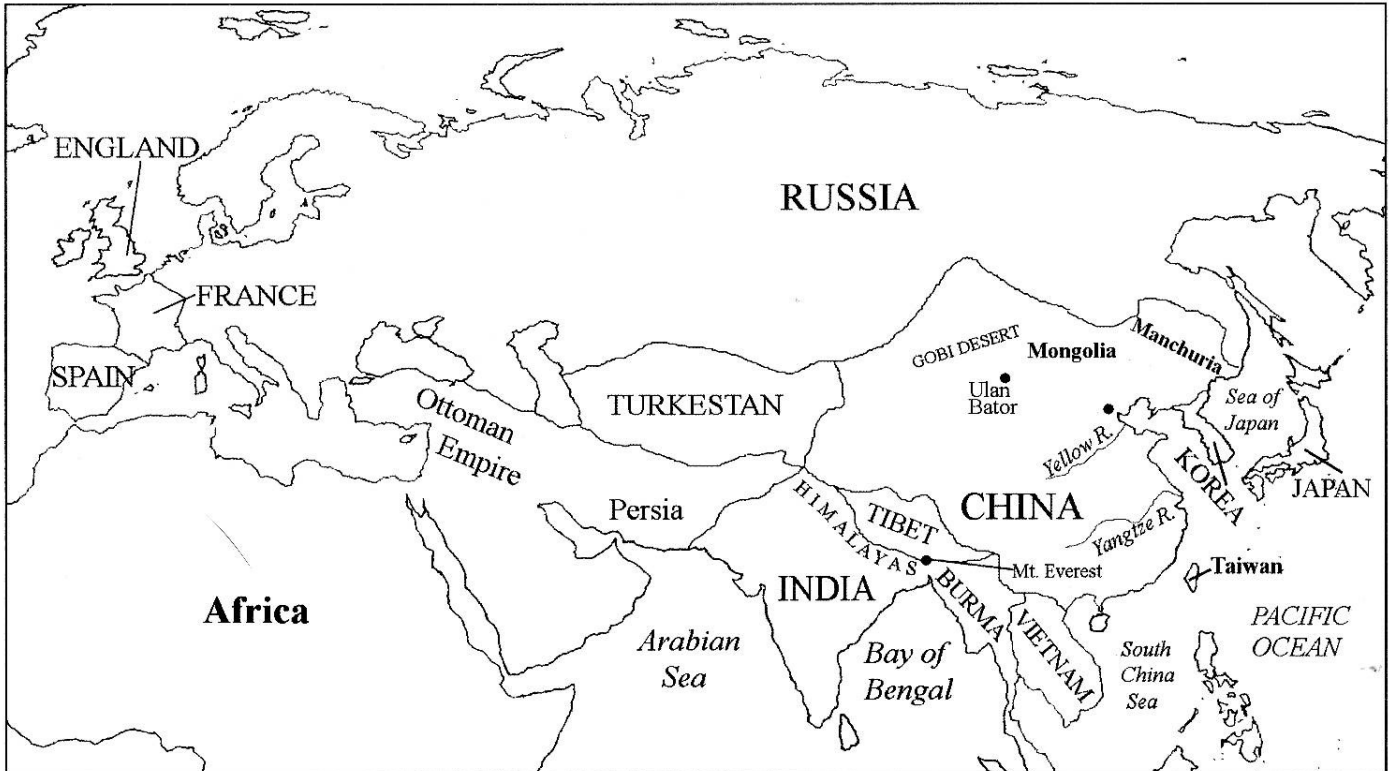 ENGLAND
RUSSIA
FRANCE
SPAIN
Ottoman
Empire
TURKESTAN
GOBI DESERT
Mongolia
Manchuria
Ulan
Bator
Sea of
Japan
Yellow R.
KOREA
JAPAN
Persia
HIMALAYAS
TIBET
CHINA
Yangtze R.
Mt. Everest
Taiwan
Africa
INDIA
BURMA
VIETNAM
Arabian
Sea
Bay of
Bengal
South
China
Sea
PACIFIC
OCEAN